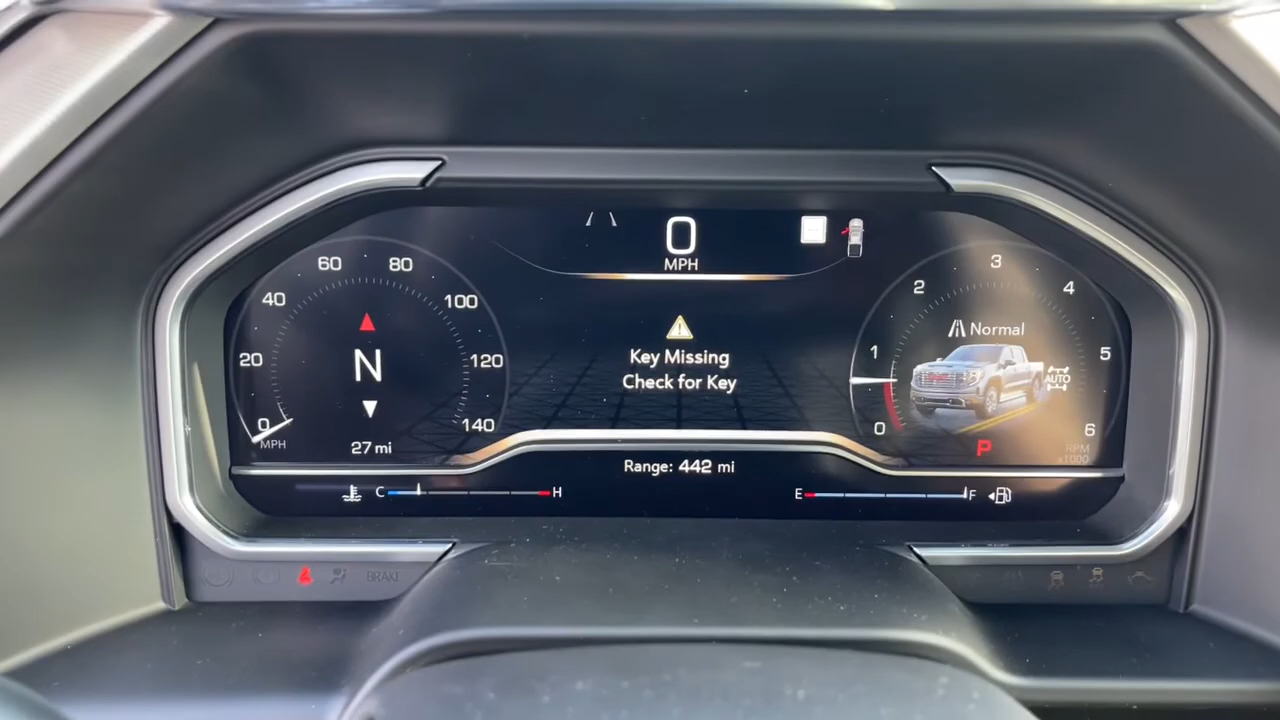 0
MPH
60 80
40 100
20 120
0 140
MPH
N
27 mi
Key Missing
Check for Key
3
2 4
1 5
0 6
Normal
AUTO
P
RPM
x1000
Range: 442 mi
C H
E F
BRAKE